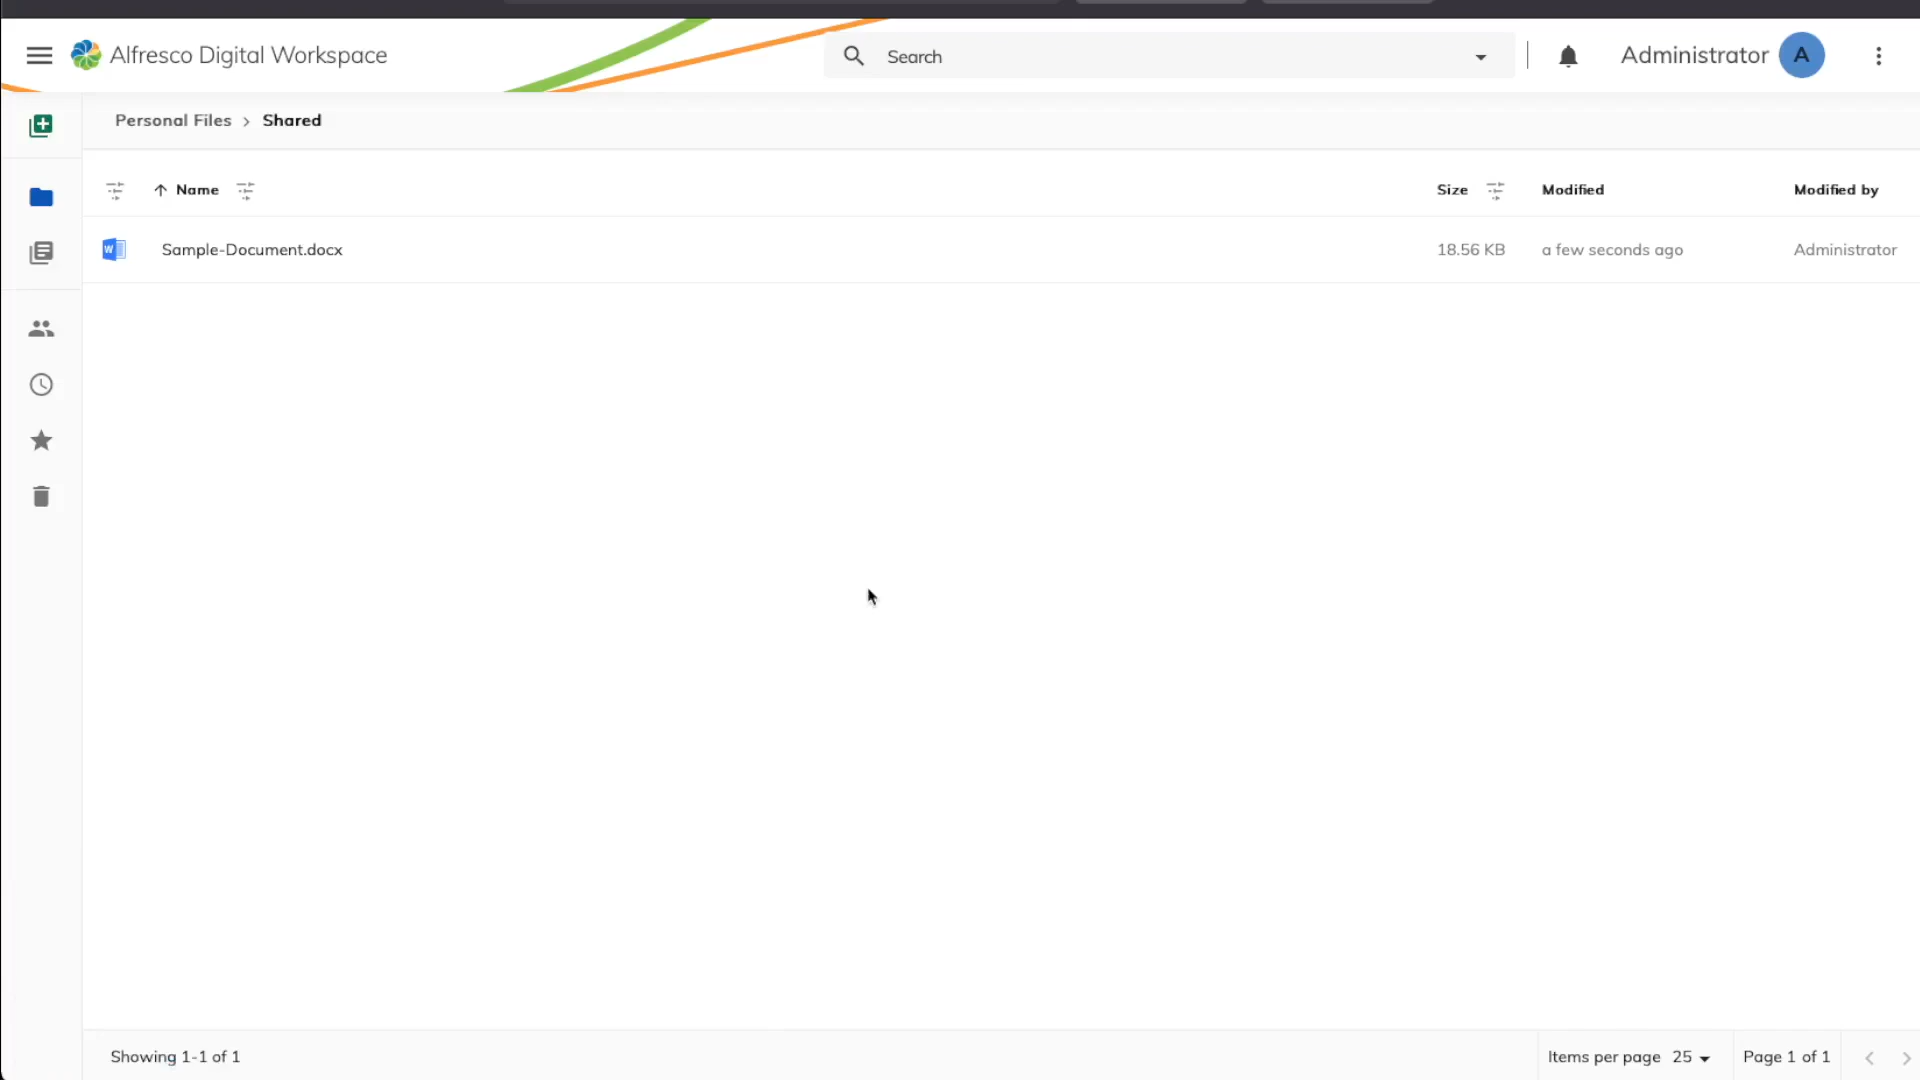 Alfresco Digital Workspace
Search
Administrator
A
Personal Files > Shared
Name
Size
Modified
Modified by
W
Sample-Document.docx
18.56 KB
a few seconds ago
Administrator
Showing 1-1 of 1
Items per page 25
Page 1 of 1